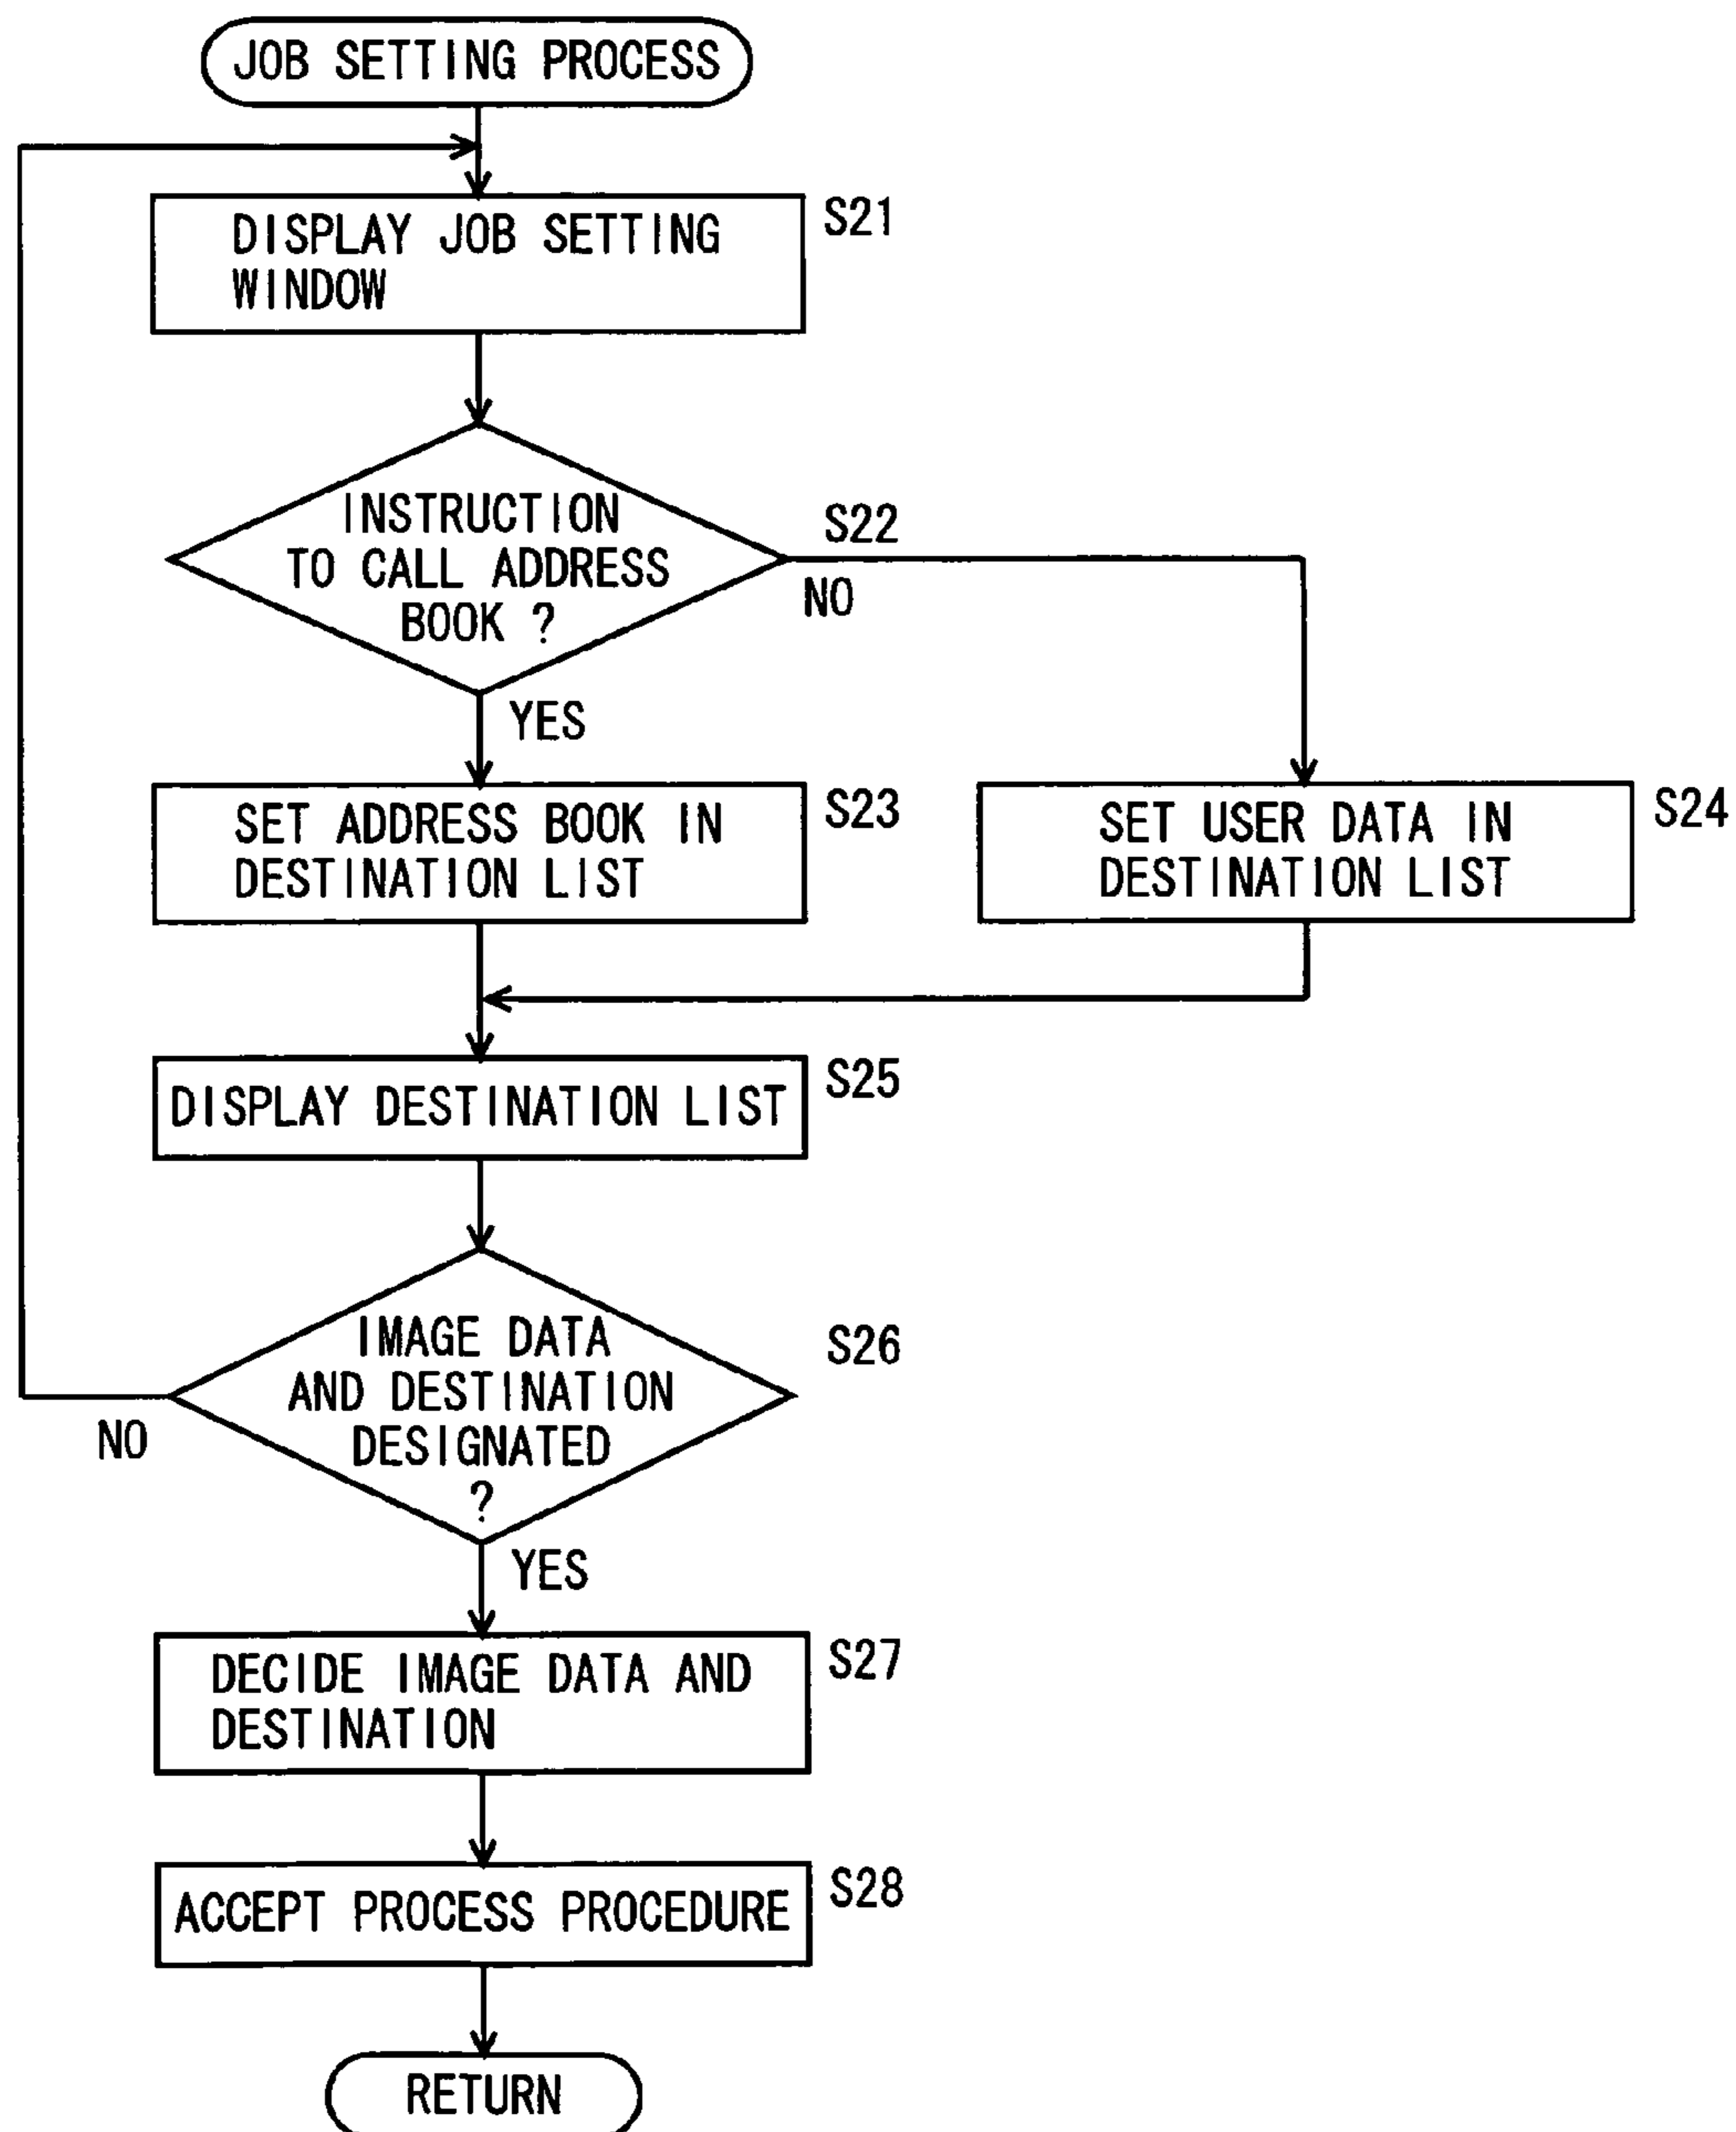 JOB SETTING PROCESS
DISPLAY JOB SETTING
WINDOW
S21
INSTRUCTION
TO CALL ADDRESS
BOOK ?
S22
NO
YES
SET ADDRESS BOOK IN
DESTINATION LIST
S23
SET USER DATA IN
DESTINATION LIST
S24
DISPLAY DESTINATION LIST
S25
IMAGE DATA
AND DESTINATION
DESIGNATED
?
S26
NO
YES
DECIDE IMAGE DATA AND
DESTINATION
S27
ACCEPT PROCESS PROCEDURE
S28
RETURN